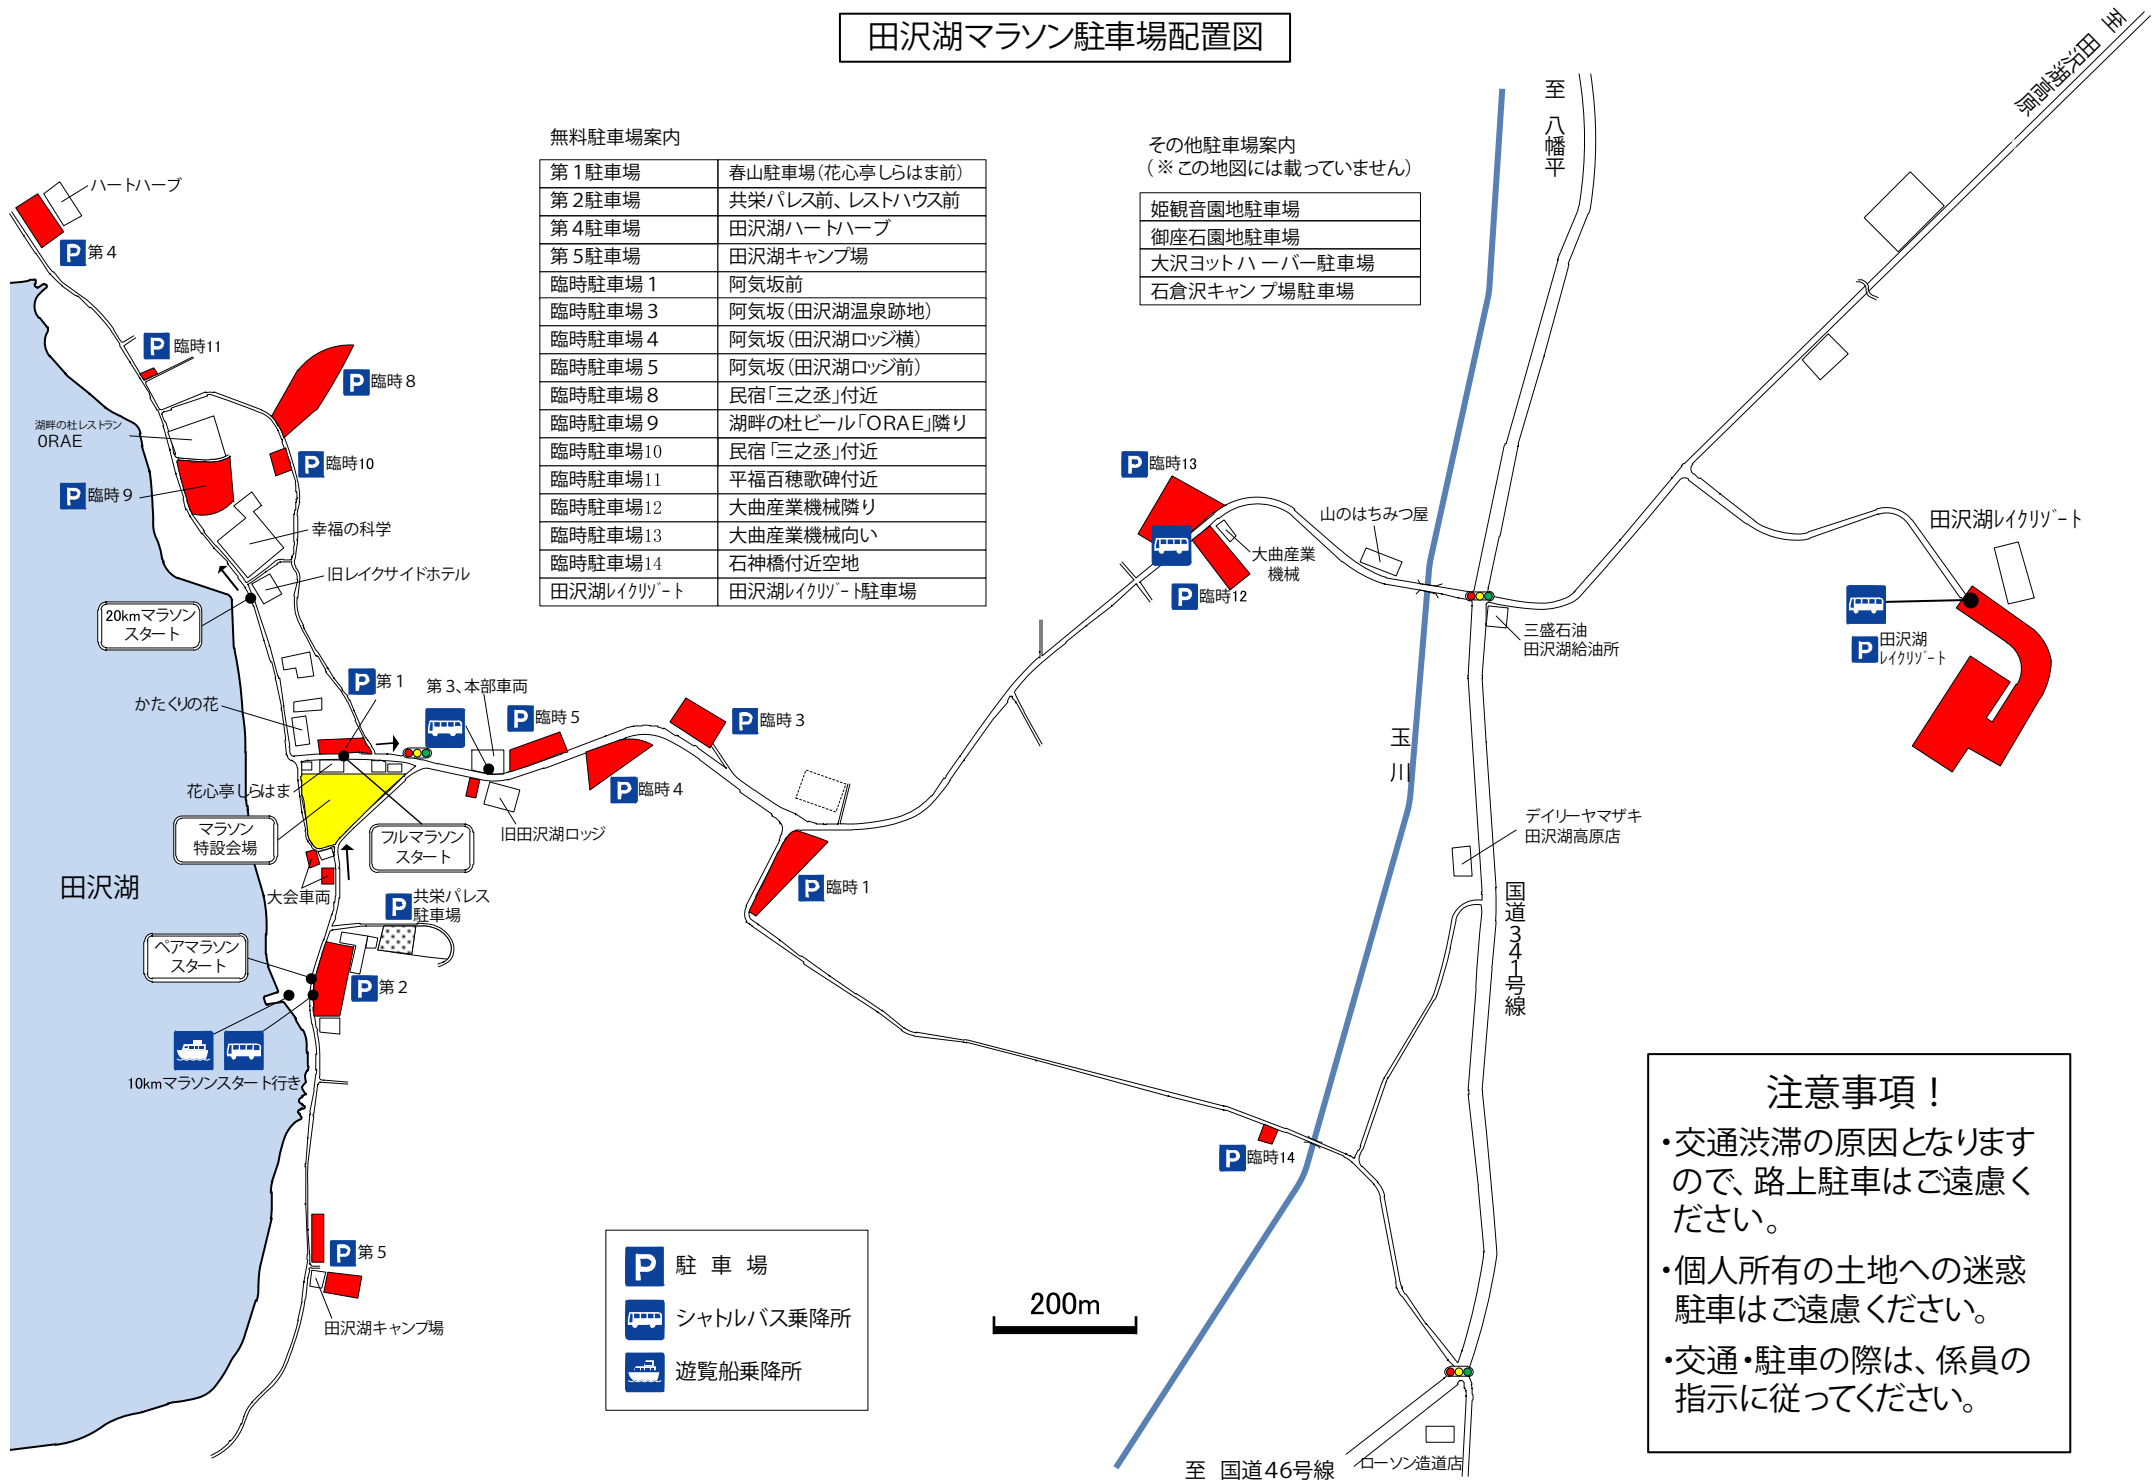 田沢湖マラソン駐車場配置図
無料駐車場案内
第1駐車場 春山駐車場(花心亭しらはま前)
第2駐車場 共栄パレス前、レストハウス前
第4駐車場 田沢湖ハートハーブ
第5駐車場 田沢湖キャンプ場
臨時駐車場1 阿気坂前
臨時駐車場3 阿気坂(田沢湖温泉跡地)
臨時駐車場4 阿気坂(田沢湖ロッジ横)
臨時駐車場5 阿気坂(田沢湖ロッジ前)
臨時駐車場8 民宿「三之丞」付近
臨時駐車場9 湖畔の杜ビール「ORAE」隣り
臨時駐車場10 民宿「三之丞」付近
臨時駐車場11 平福百穂歌碑付近
臨時駐車場12 大曲産業機械隣り
臨時駐車場13 大曲産業機械向い
臨時駐車場14 石神橋付近空地
田沢湖レイクリゾート 田沢湖レイクリゾート駐車場
その他駐車場案内
(※この地図には載っていません)
姫観音園地駐車場
御座石園地駐車場
大沢ヨットハーバー駐車場
石倉沢キャンプ場駐車場
至 八幡平
至 田沢湖高原
ハートハーブ
P 第4
P 臨時11
P 臨時8
湖畔の杜レストラン
ORAE
P 臨時10
P 臨時9
幸福の科学
旧レイクサイドホテル
20kmマラソン
スタート
P 第1
かたくりの花
第3、本部車両
P 臨時5
P 臨時3
P 臨時4
花心亭しらはま
マラソン
特設会場
フルマラソン
スタート
旧田沢湖ロッジ
大会車両
田沢湖
P 共栄パレス
駐車場
ペアマラソン
スタート
P 第2
10kmマラソンスタート行き
P 第5
田沢湖キャンプ場
P 臨時1
P 臨時13
大曲産業
機械
P 臨時12
山のはちみつ屋
三盛石油
田沢湖給油所
田沢湖レイクリゾート
P 田沢湖
レイクリゾート
玉川
デイリーヤマザキ
田沢湖高原店
国道341号線
P 臨時14
至 国道46号線
ローソン造道店
P 駐車場
シャトルバス乗降所
遊覧船乗降所
200m
注意事項!
・交通渋滞の原因となります
ので、路上駐車はご遠慮く
ださい。
・個人所有の土地への迷惑
駐車はご遠慮ください。
・交通・駐車の際は、係員の
指示に従ってください。